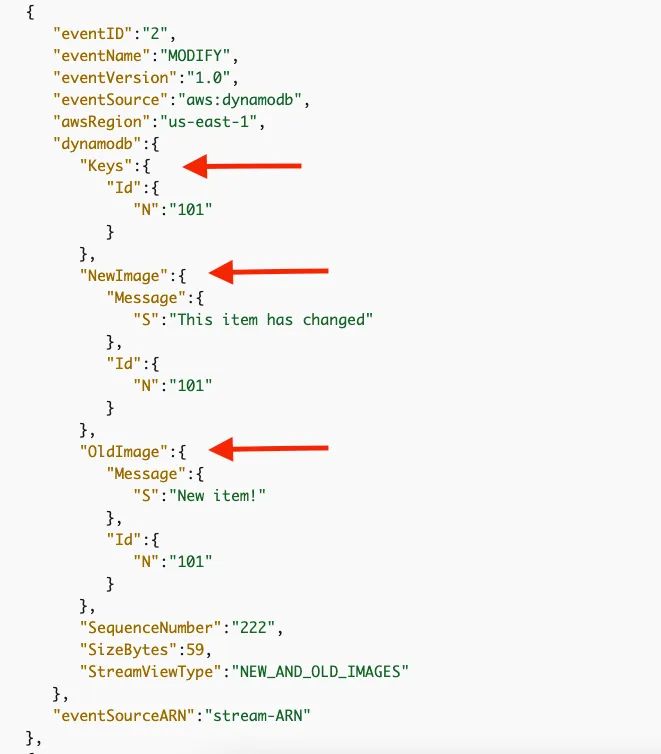 {
"eventID":"2",
"eventName":"MODIFY",
"eventVersion":"1.0",
"eventSource":"aws:dynamodb",
"awsRegion":"us-east-1",
"dynamodb":{
"Keys":{
"Id":{
"N":"101"
}
},
"NewImage":{
"Message":{
"S":"This item has changed"
},
"Id":{
"N":"101"
}
},
"OldImage":{
"Message":{
"S":"New item!"
},
"Id":{
"N":"101"
}
},
"SequenceNumber":"222",
"SizeBytes":59,
"StreamViewType":"NEW_AND_OLD_IMAGES"
},
"eventSourceARN":"stream-ARN"
},